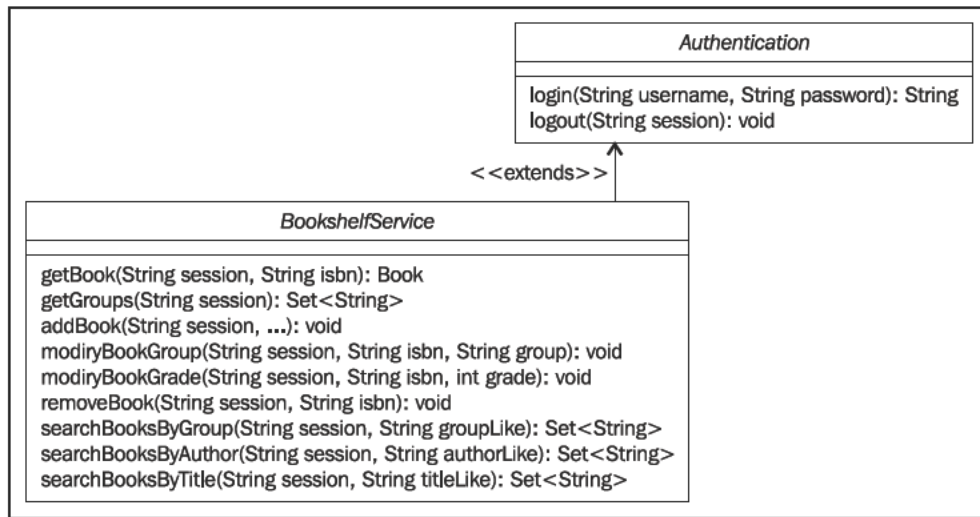 Authentication
login(String username, String password): String
logout(String session): void
<<extends>>
BookshelfService
getBook(String session, String isbn): Book
getGroups(String session): Set<String>
addBook(String session, ...): void
modiryBookGroup(String session, String isbn, String group): void
modiryBookGrade(String session, String isbn, int grade): void
removeBook(String session, String isbn): void
searchBooksByGroup(String session, String groupLike): Set<String>
searchBooksByAuthor(String session, String authorLike): Set<String>
searchBooksByTitle(String session, String titleLike): Set<String>